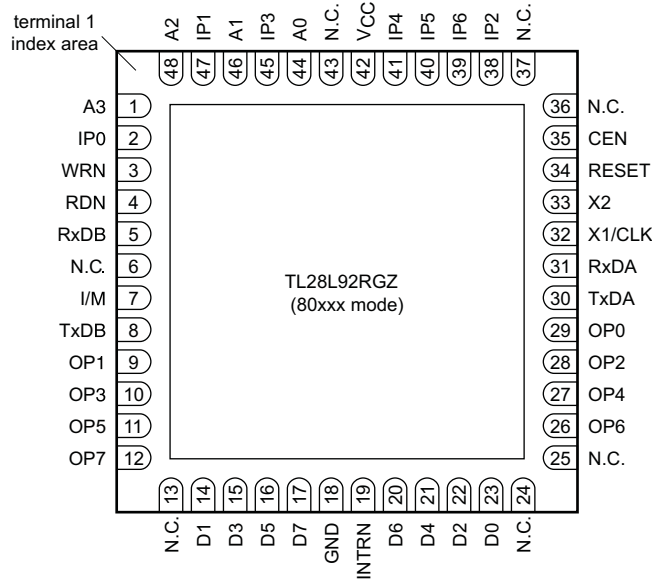 terminal 1
index area
A2 IP1 A1 IP3 A0 N.C. VCC IP4 IP5 IP6 IP2 N.C.
48 47 46 45 44 43 42 41 40 39 38 37
A3 1 36 N.C.
IP0 2 35 CEN
WRN 3 34 RESET
RDN 4 33 X2
RxDB 5 32 X1/CLK
N.C. 6 31 RxDA
I/M 7 30 TxDA
TxDB 8 29 OP0
OP1 9 28 OP2
OP3 10 27 OP4
OP5 11 26 OP6
OP7 12 25 N.C.
TL28L92RGZ
(80xxx mode)
13 14 15 16 17 18 19 20 21 22 23 24
N.C. D1 D3 D5 D7 GND INTRN D6 D4 D2 D0 N.C.